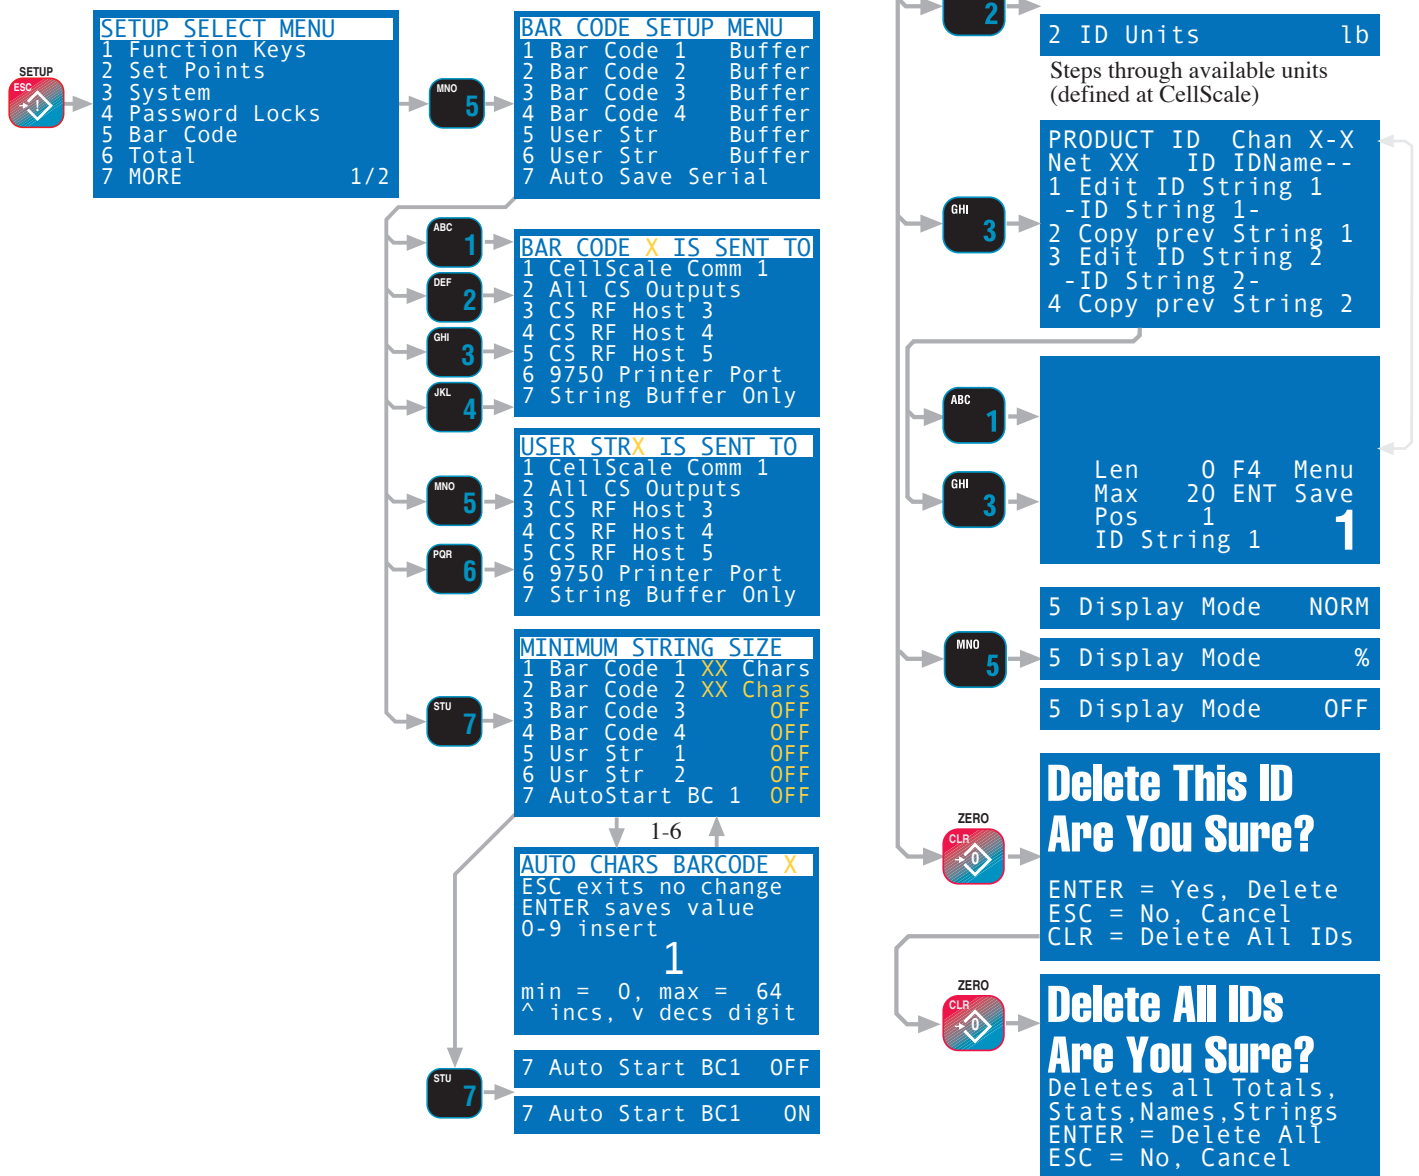 SETUP
ESC
SETUP SELECT MENU
1 Function Keys
2 Set Points
3 System
4 Password Locks
5 Bar Code
6 Total
7 MORE 1/2
MNO
5
BAR CODE SETUP MENU
1 Bar Code 1 Buffer
2 Bar Code 2 Buffer
3 Bar Code 3 Buffer
4 Bar Code 4 Buffer
5 User Str Buffer
6 User Str Buffer
7 Auto Save Serial
ABC
1
DEF
2
GHI
3
JKL
4
BAR CODE X IS SENT TO
1 CellScale Comm 1
2 All CS Outputs
3 CS RF Host 3
4 CS RF Host 4
5 CS RF Host 5
6 9750 Printer Port
7 String Buffer Only
MNO
5
PQR
6
USER STRX IS SENT TO
1 CellScale Comm 1
2 All CS Outputs
3 CS RF Host 3
4 CS RF Host 4
5 CS RF Host 5
6 9750 Printer Port
7 String Buffer Only
STU
7
MINIMUM STRING SIZE
1 Bar Code 1 XX Chars
2 Bar Code 2 XX Chars
3 Bar Code 3 OFF
4 Bar Code 4 OFF
5 Usr Str 1 OFF
6 Usr Str 2 OFF
7 AutoStart BC 1 OFF
1-6
AUTO CHARS BARCODE X
ESC exits no change
ENTER saves value
0-9 insert
1
min = 0, max = 64
^ incs, v decs digit
STU
7
7 Auto Start BC1 OFF
7 Auto Start BC1 ON
2
2 ID Units lb
Steps through available units
(defined at CellScale)
GHI
3
PRODUCT ID Chan X-X
Net XX ID IDName--
1 Edit ID String 1
-ID String 1-
2 Copy prev String 1
3 Edit ID String 2
-ID String 2-
4 Copy prev String 2
ABC
1
GHI
3
Len 0 F4 Menu
Max 20 ENT Save
Pos 1
ID String 1
1
MNO
5
5 Display Mode NORM
5 Display Mode %
5 Display Mode OFF
ZERO
CLR
0
Delete This ID
Are You Sure?
ENTER = Yes, Delete
ESC = No, Cancel
CLR = Delete All IDs
ZERO
CLR
0
Delete All IDs
Are You Sure?
Deletes all Totals,
Stats,Names,Strings
ENTER = Delete All
ESC = No, Cancel